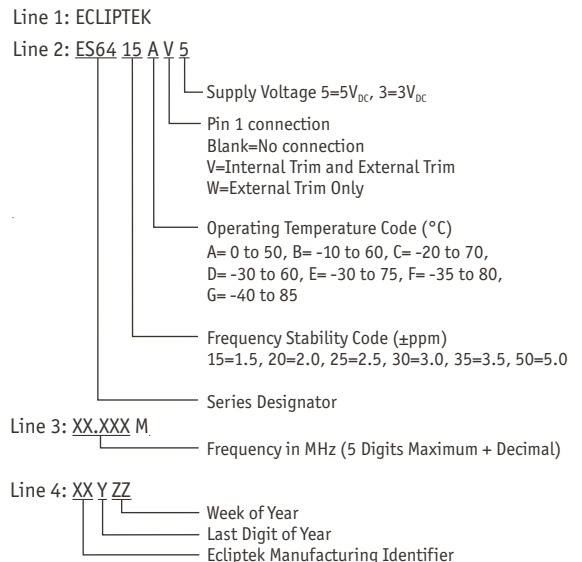 Line 1: ECLIPTEK
Line 2: ES64 15 A V 5
Supply Voltage 5=5VDC, 3=3VDC
Pin 1 connection
Blank=No connection
V=Internal Trim and External Trim
W=External Trim Only
Operating Temperature Code (°C)
A= 0 to 50, B= -10 to 60, C= -20 to 70,
D= -30 to 60, E= -30 to 75, F= -35 to 80,
G= -40 to 85
Frequency Stability Code (±ppm)
15=1.5, 20=2.0, 25=2.5, 30=3.0, 35=3.5, 50=5.0
Series Designator
Line 3: XX.XXX M
Frequency in MHz (5 Digits Maximum + Decimal)
Line 4: XX Y ZZ
Week of Year
Last Digit of Year
Ecliptek Manufacturing Identifier